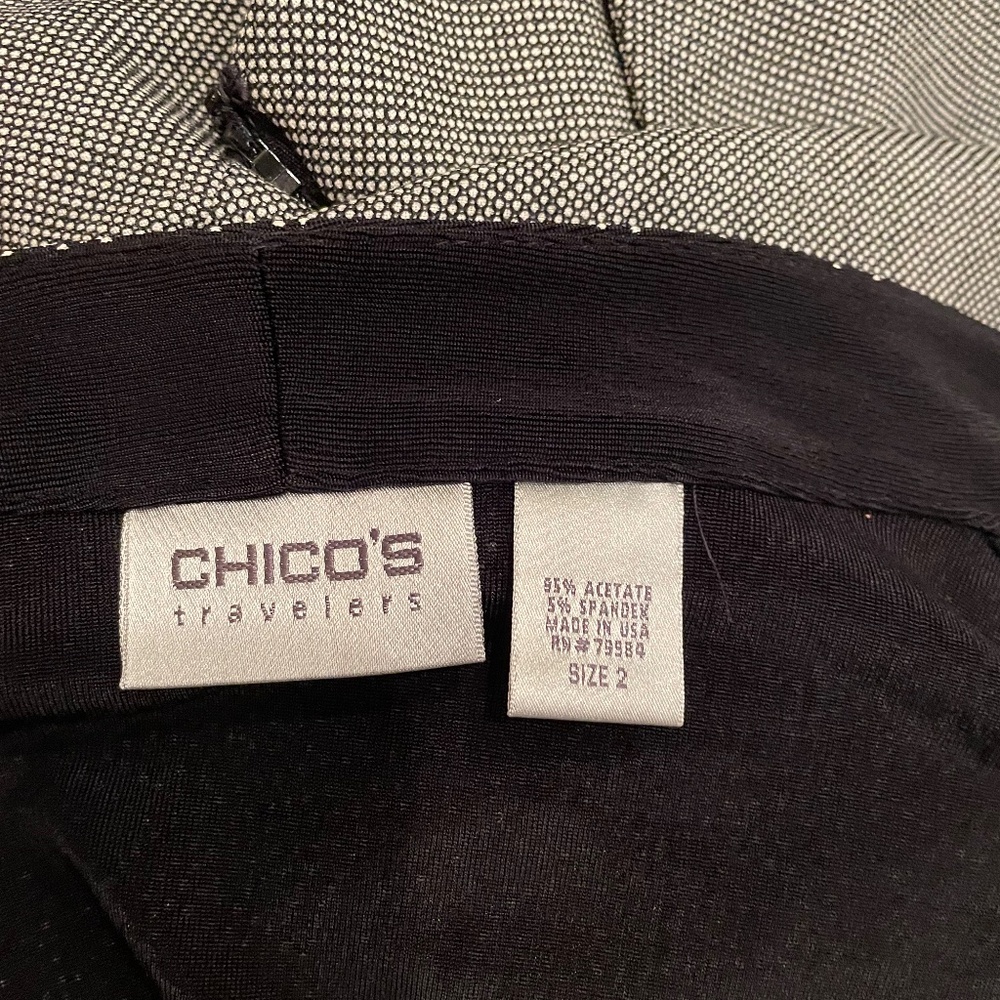 CHICO'S
travelers
95% ACETATE
5% SPANDEX
MADE IN USA
RN#79984
SIZE 2